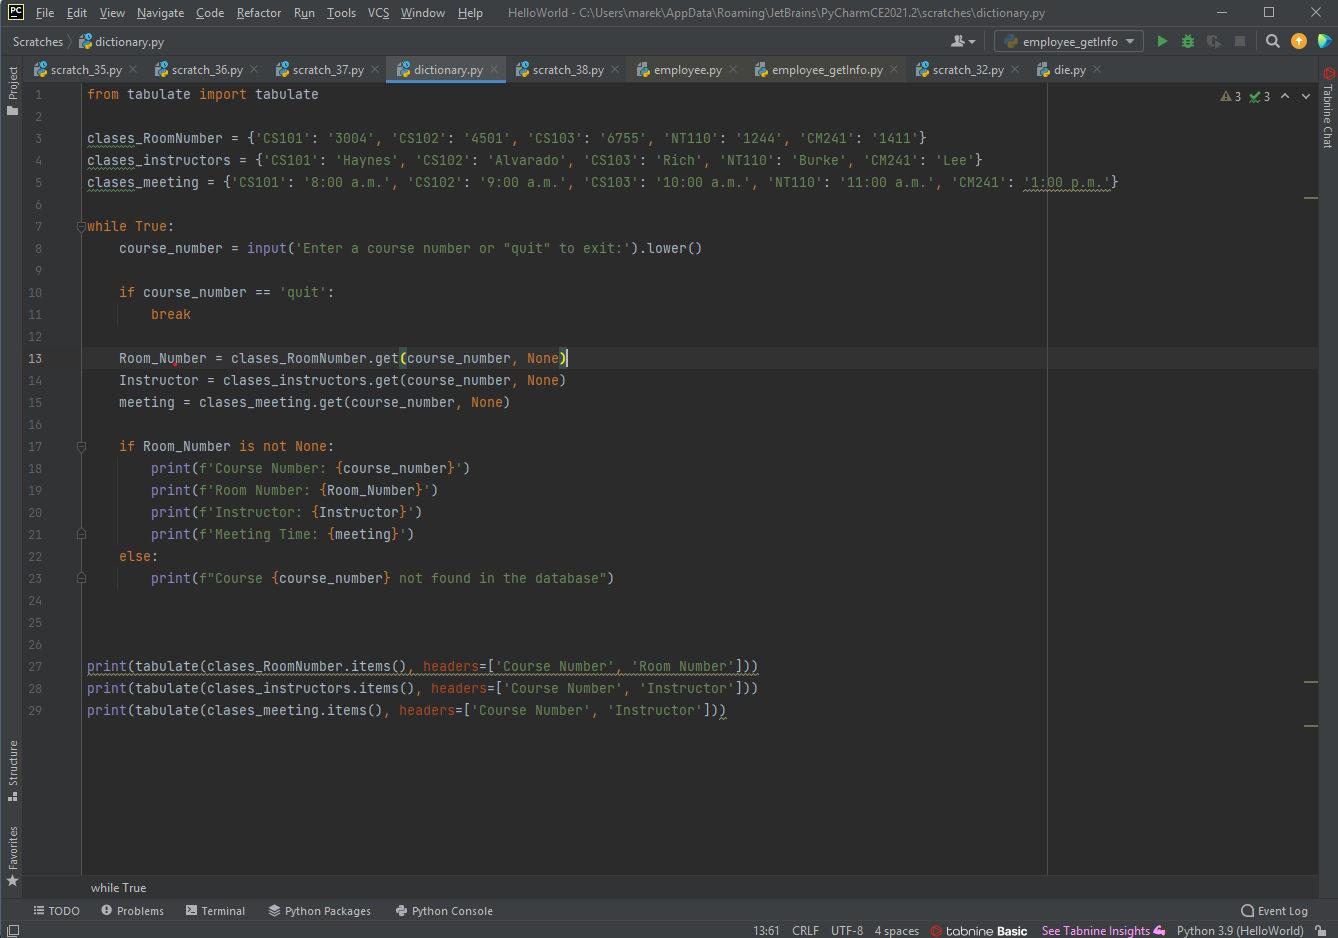 PC File Edit View Navigate Code Refactor Run Tools VCS Window Help HelloWorld - C:\Users\marek\AppData\Roaming\JetBrains\PyCharmCE2021.2\scratches\dictionary.py
Scratches dictionary.py employee_getInfo
scratch_35.py scratch_36.py scratch_37.py dictionary.py scratch_38.py employee.py employee_getInfo.py scratch_32.py die.py
Project
Tabnine Chat
3 3
1 from tabulate import tabulate
2
3 clases_RoomNumber = {'CS101': '3004', 'CS102': '4501', 'CS103': '6755', 'NT110': '1244', 'CM241': '1411'}
4 clases_instructors = {'CS101': 'Haynes', 'CS102': 'Alvarado', 'CS103': 'Rich', 'NT110': 'Burke', 'CM241': 'Lee'}
5 clases_meeting = {'CS101': '8:00 a.m.', 'CS102': '9:00 a.m.', 'CS103': '10:00 a.m.', 'NT110': '11:00 a.m.', 'CM241': '1:00 p.m.'}
6
7 while True:
8     course_number = input('Enter a course number or "quit" to exit:').lower()
9
10     if course_number == 'quit':
11         break
12
13     Room_Number = clases_RoomNumber.get(course_number, None)
14     Instructor = clases_instructors.get(course_number, None)
15     meeting = clases_meeting.get(course_number, None)
16
17     if Room_Number is not None:
18         print(f'Course Number: {course_number}')
19         print(f'Room Number: {Room_Number}')
20         print(f'Instructor: {Instructor}')
21         print(f'Meeting Time: {meeting}')
22     else:
23         print(f"Course {course_number} not found in the database")
24
25
26
27 print(tabulate(clases_RoomNumber.items(), headers=['Course Number', 'Room Number']))
28 print(tabulate(clases_instructors.items(), headers=['Course Number', 'Instructor']))
29 print(tabulate(clases_meeting.items(), headers=['Course Number', 'Instructor']))
Structure
Favorites
while True
TODO Problems Terminal Python Packages Python Console Event Log
13:61 CRLF UTF-8 4 spaces tabnine Basic See Tabnine Insights Python 3.9 (HelloWorld)